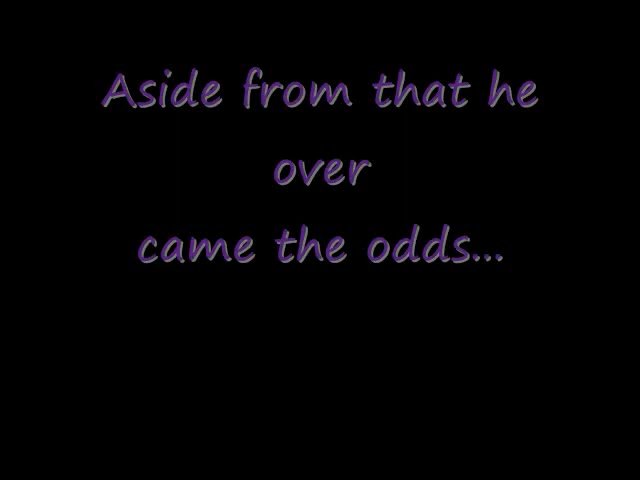 Aside from that he
over
came the odds...